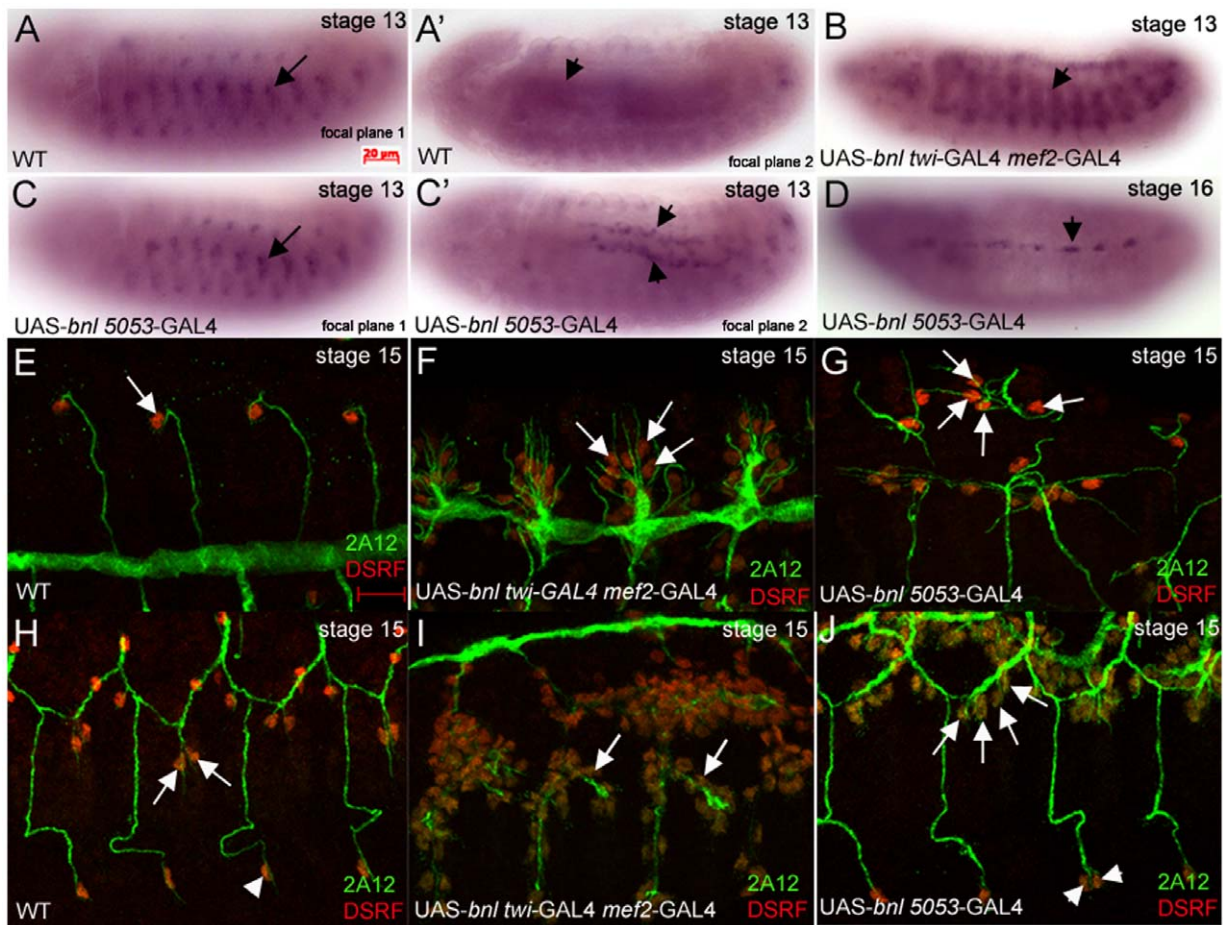 A
stage 13
focal plane 1
WT
20 µm
A'
stage 13
WT
focal plane 2
B
stage 13
UAS-bnl twi-GAL4 mef2-GAL4
C
stage 13
UAS-bnl 5053-GAL4
focal plane 1
C'
stage 13
UAS-bnl 5053-GAL4
focal plane 2
D
stage 16
UAS-bnl 5053-GAL4
E
stage 15
2A12
DSRF
WT
F
stage 15
2A12
UAS-bnl twi-GAL4 mef2-GAL4
DSRF
G
stage 15
2A12
UAS-bnl 5053-GAL4
DSRF
H
stage 15
2A12
WT
DSRF
I
stage 15
2A12
UAS-bnl twi-GAL4 mef2-GAL4
DSRF
J
stage 15
2A12
UAS-bnl 5053-GAL4
DSRF